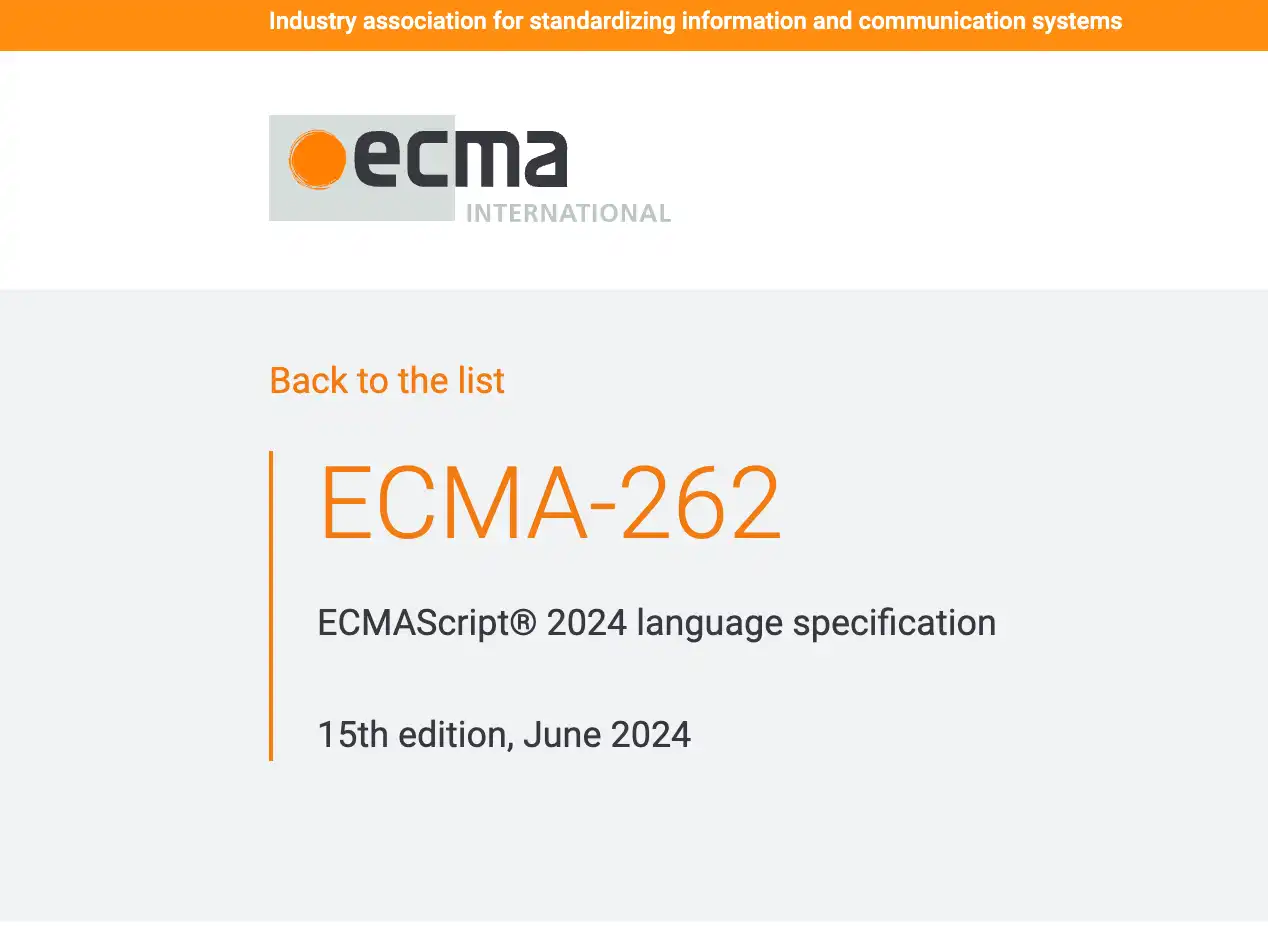 Industry association for standardizing information and communication systems
ecma
INTERNATIONAL
Back to the list
ECMA-262
ECMAScript® 2024 language specification
15th edition, June 2024